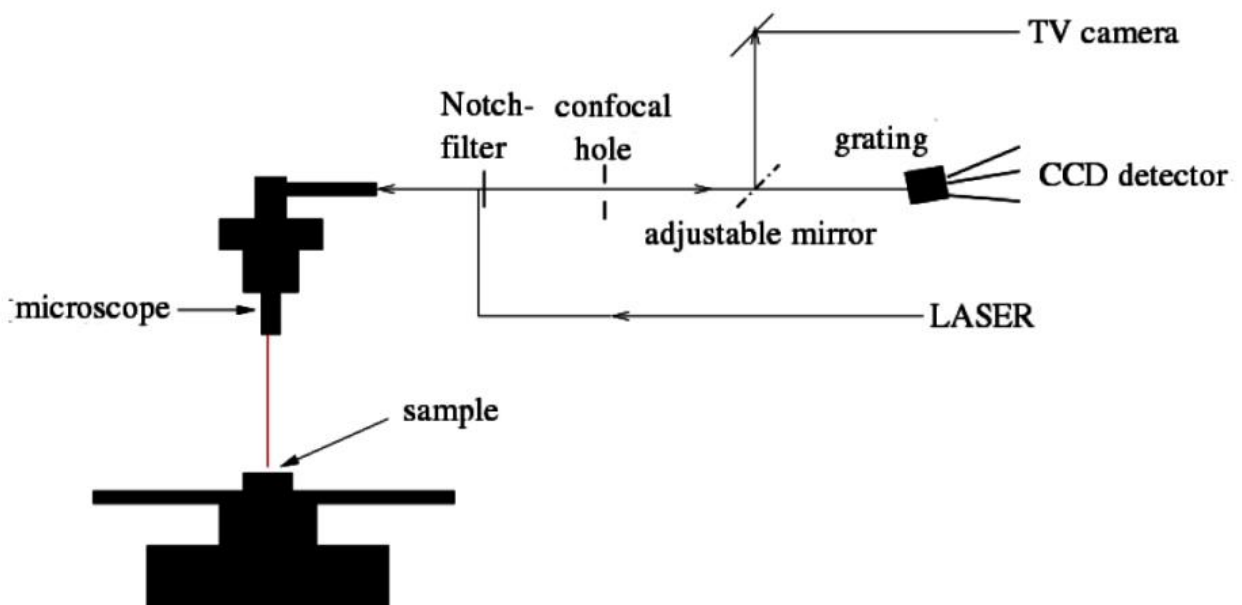 TV camera
Notch-
filter
confocal
hole
grating
CCD detector
adjustable mirror
microscope
LASER
sample